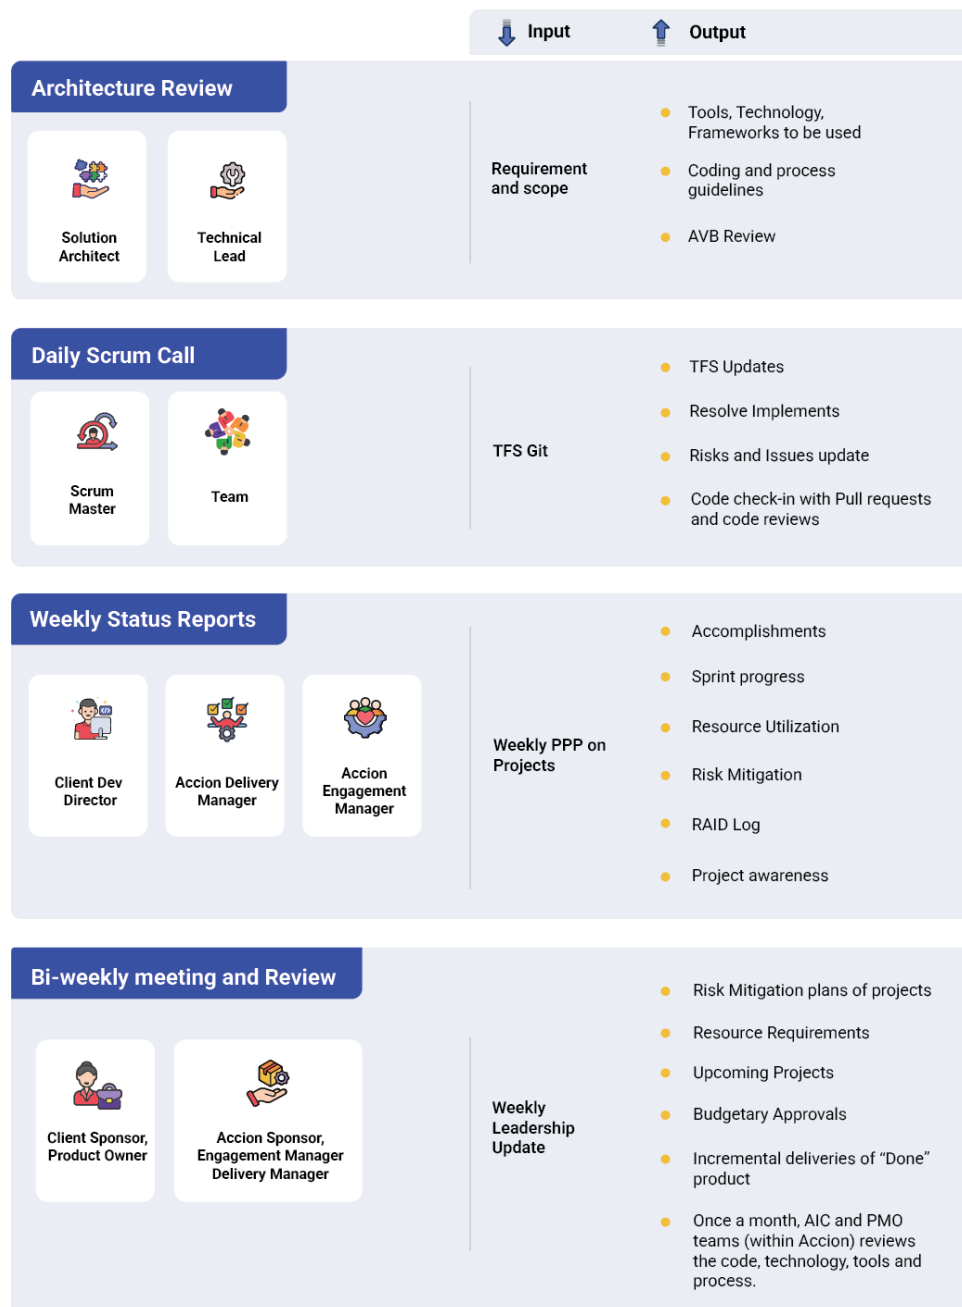 Input
Output
Architecture Review
Solution
Architect
Technical
Lead
Requirement
and scope
Tools, Technology,
Frameworks to be used
Coding and process
guidelines
AVB Review
Daily Scrum Call
Scrum
Master
Team
TFS Git
TFS Updates
Resolve Implements
Risks and Issues update
Code check-in with Pull requests
and code reviews
Weekly Status Reports
Client Dev
Director
Accion Delivery
Manager
Accion
Engagement
Manager
Weekly PPP on
Projects
Accomplishments
Sprint progress
Resource Utilization
Risk Mitigation
RAID Log
Project awareness
Bi-weekly meeting and Review
Client Sponsor,
Product Owner
Accion Sponsor,
Engagement Manager
Delivery Manager
Weekly
Leadership
Update
Risk Mitigation plans of projects
Resource Requirements
Upcoming Projects
Budgetary Approvals
Incremental deliveries of “Done”
product
Once a month, AIC and PMO
teams (within Accion) reviews
the code, technology, tools and
process.